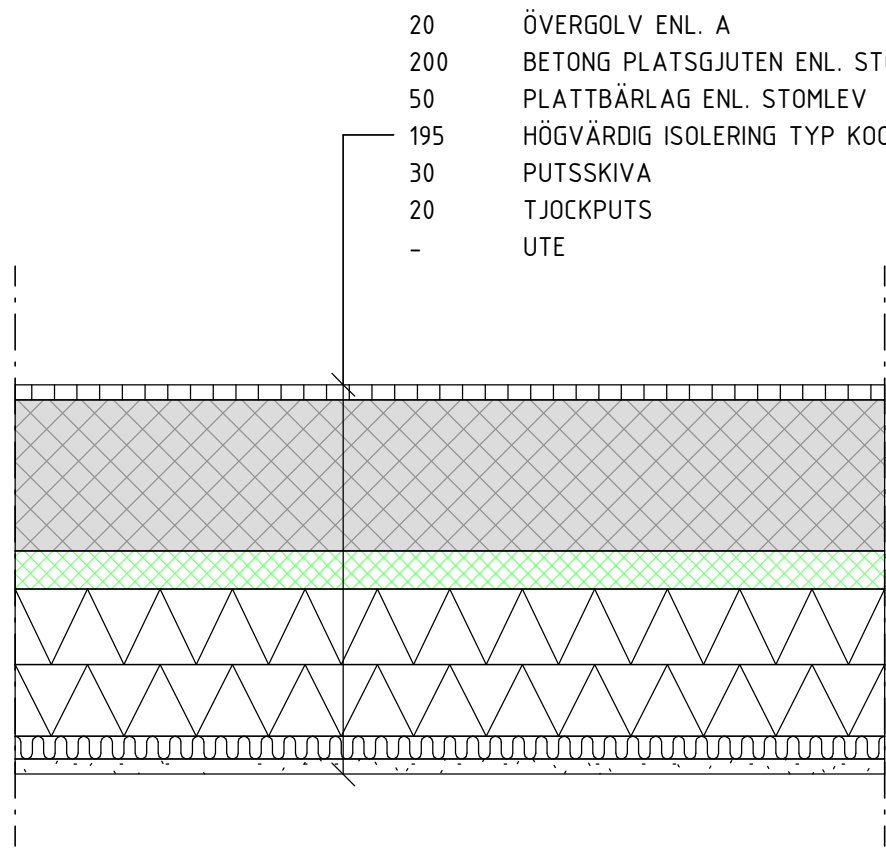 20 ÖVERGOLV ENL. A
200 BETONG PLATSGJUTEN ENL.
50 PLATTBÄRLAG ENL. STOMLEV
195 HÖGVÄRDIG ISOLERING TYP
30 PUTSSKIVA
20 TJOCKPUTS
- UTE